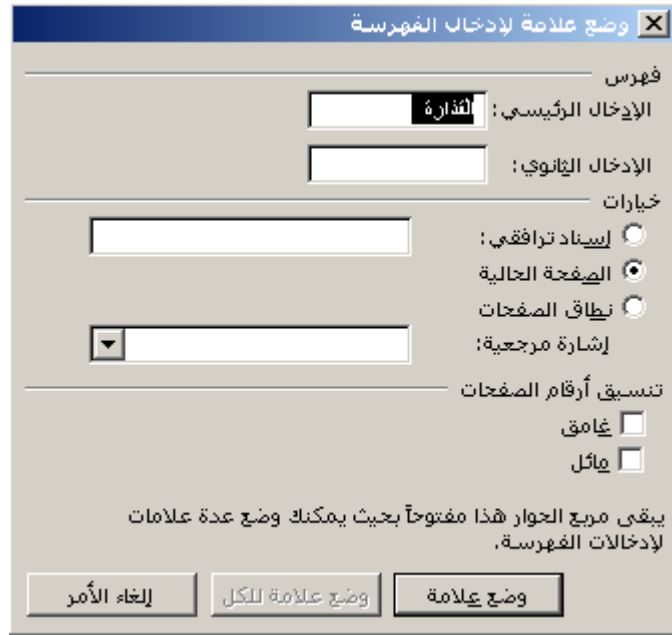 وضع علامة لإدخال الفهرسة
فهرس
الإدخال الرئيسي: القذارة
الإدخال الثانوي:
خيارات
إسناد ترافقي:
الصفحة الحالية
نطاق الصفحات
إشارة مرجعية:
تنسيق أرقام الصفحات
غامق
مائل
يبقى مربع الحوار هذا مفتوحاً بحيث يمكنك وضع عدة علامات
لإدخالات الفهرسة.
وضع علامة وضع علامة للكل إلغاء الأمر